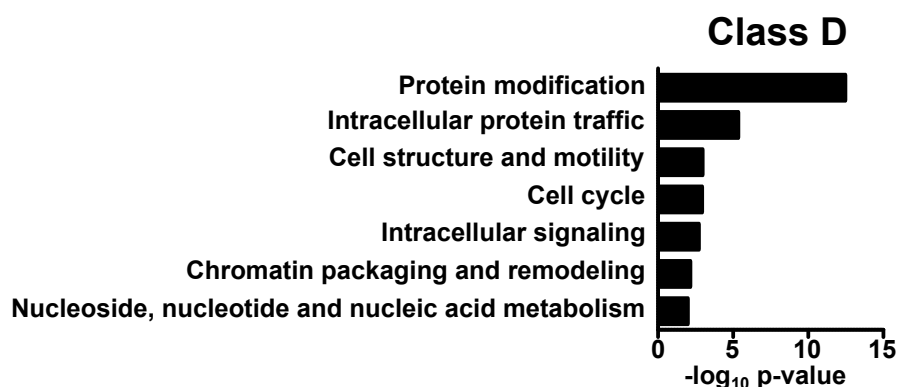 Class D
Protein modification
Intracellular protein traffic
Cell structure and motility
Cell cycle
Intracellular signaling
Chromatin packaging and remodeling
Nucleoside, nucleotide and nucleic acid metabolism
0 5 10 15
-log₁₀ p-value